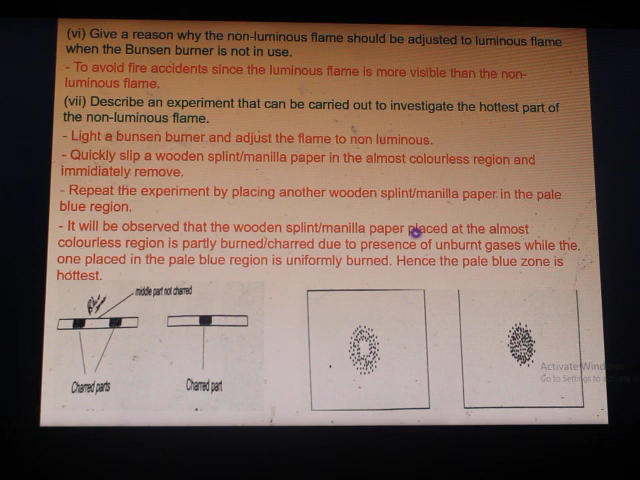 (vi) Give a reason why the non-luminous flame should be adjusted to luminous flame
when the Bunsen burner is not in use.
- To avoid fire accidents since the luminous flame is more visible than the non-
luminous flame.
(vii) Describe an experiment that can be carried out to investigate the hottest part of
the non-luminous flame.
- Light a bunsen burner and adjust the flame to non luminous.
- Quickly slip a wooden splint/manilla paper in the almost colourless region and
immidiately remove.
- Repeat the experiment by placing another wooden splint/manilla paper in the pale
blue region.
- It will be observed that the wooden splint/manilla paper placed at the almost
colourless region is partly burned/charred due to presence of unburnt gases while the
one placed in the pale blue region is uniformly burned. Hence the pale blue zone is
hottest.
middle part not charred
Charred parts
Charred part
Activate Wind
Go to Settings to